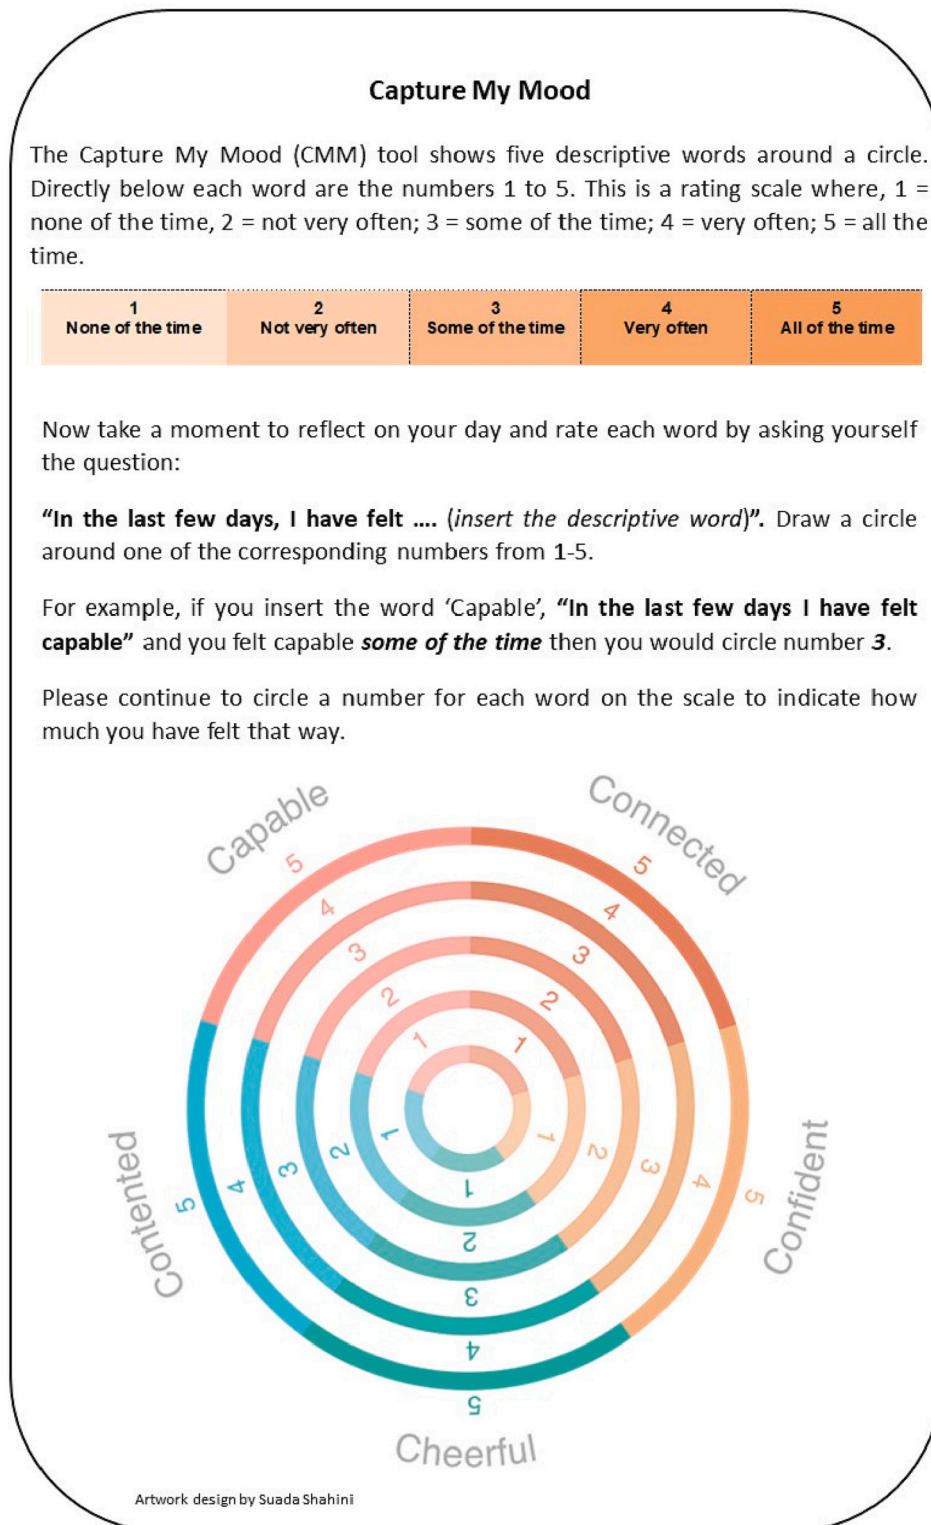 Capture My Mood
The Capture My Mood (CMM) tool shows five descriptive words around a circle.
Directly below each word are the numbers 1 to 5. This is a rating scale where, 1 =
none of the time, 2 = not very often; 3 = some of the time; 4 = very often; 5 = all the
time.
1 2 3 4 5
None of the time Not very often Some of the time Very often All of the time
Now take a moment to reflect on your day and rate each word by asking yourself
the question:
“In the last few days, I have felt .... (insert the descriptive word)”. Draw a circle
around one of the corresponding numbers from 1-5.
For example, if you insert the word ‘Capable’, “In the last few days I have felt
capable” and you felt capable some of the time then you would circle number 3.
Please continue to circle a number for each word on the scale to indicate how
much you have felt that way.
Capable
5
4
3
2
1
Connected
5
4
3
2
1
Confident
5
4
3
2
1
Cheerful
5
4
3
2
1
Contented
5
4
3
2
1
Artwork design by Suada Shahini